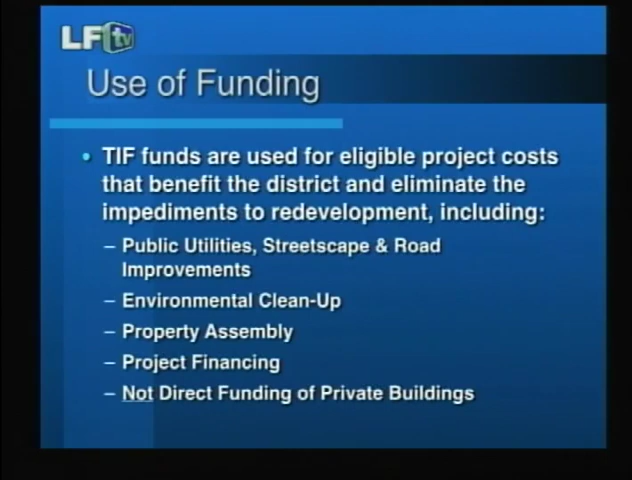 LFtv
Use of Funding
• TIF funds are used for eligible project costs
that benefit the district and eliminate the
impediments to redevelopment, including:
– Public Utilities, Streetscape & Road
Improvements
– Environmental Clean-Up
– Property Assembly
– Project Financing
– Not Direct Funding of Private Buildings